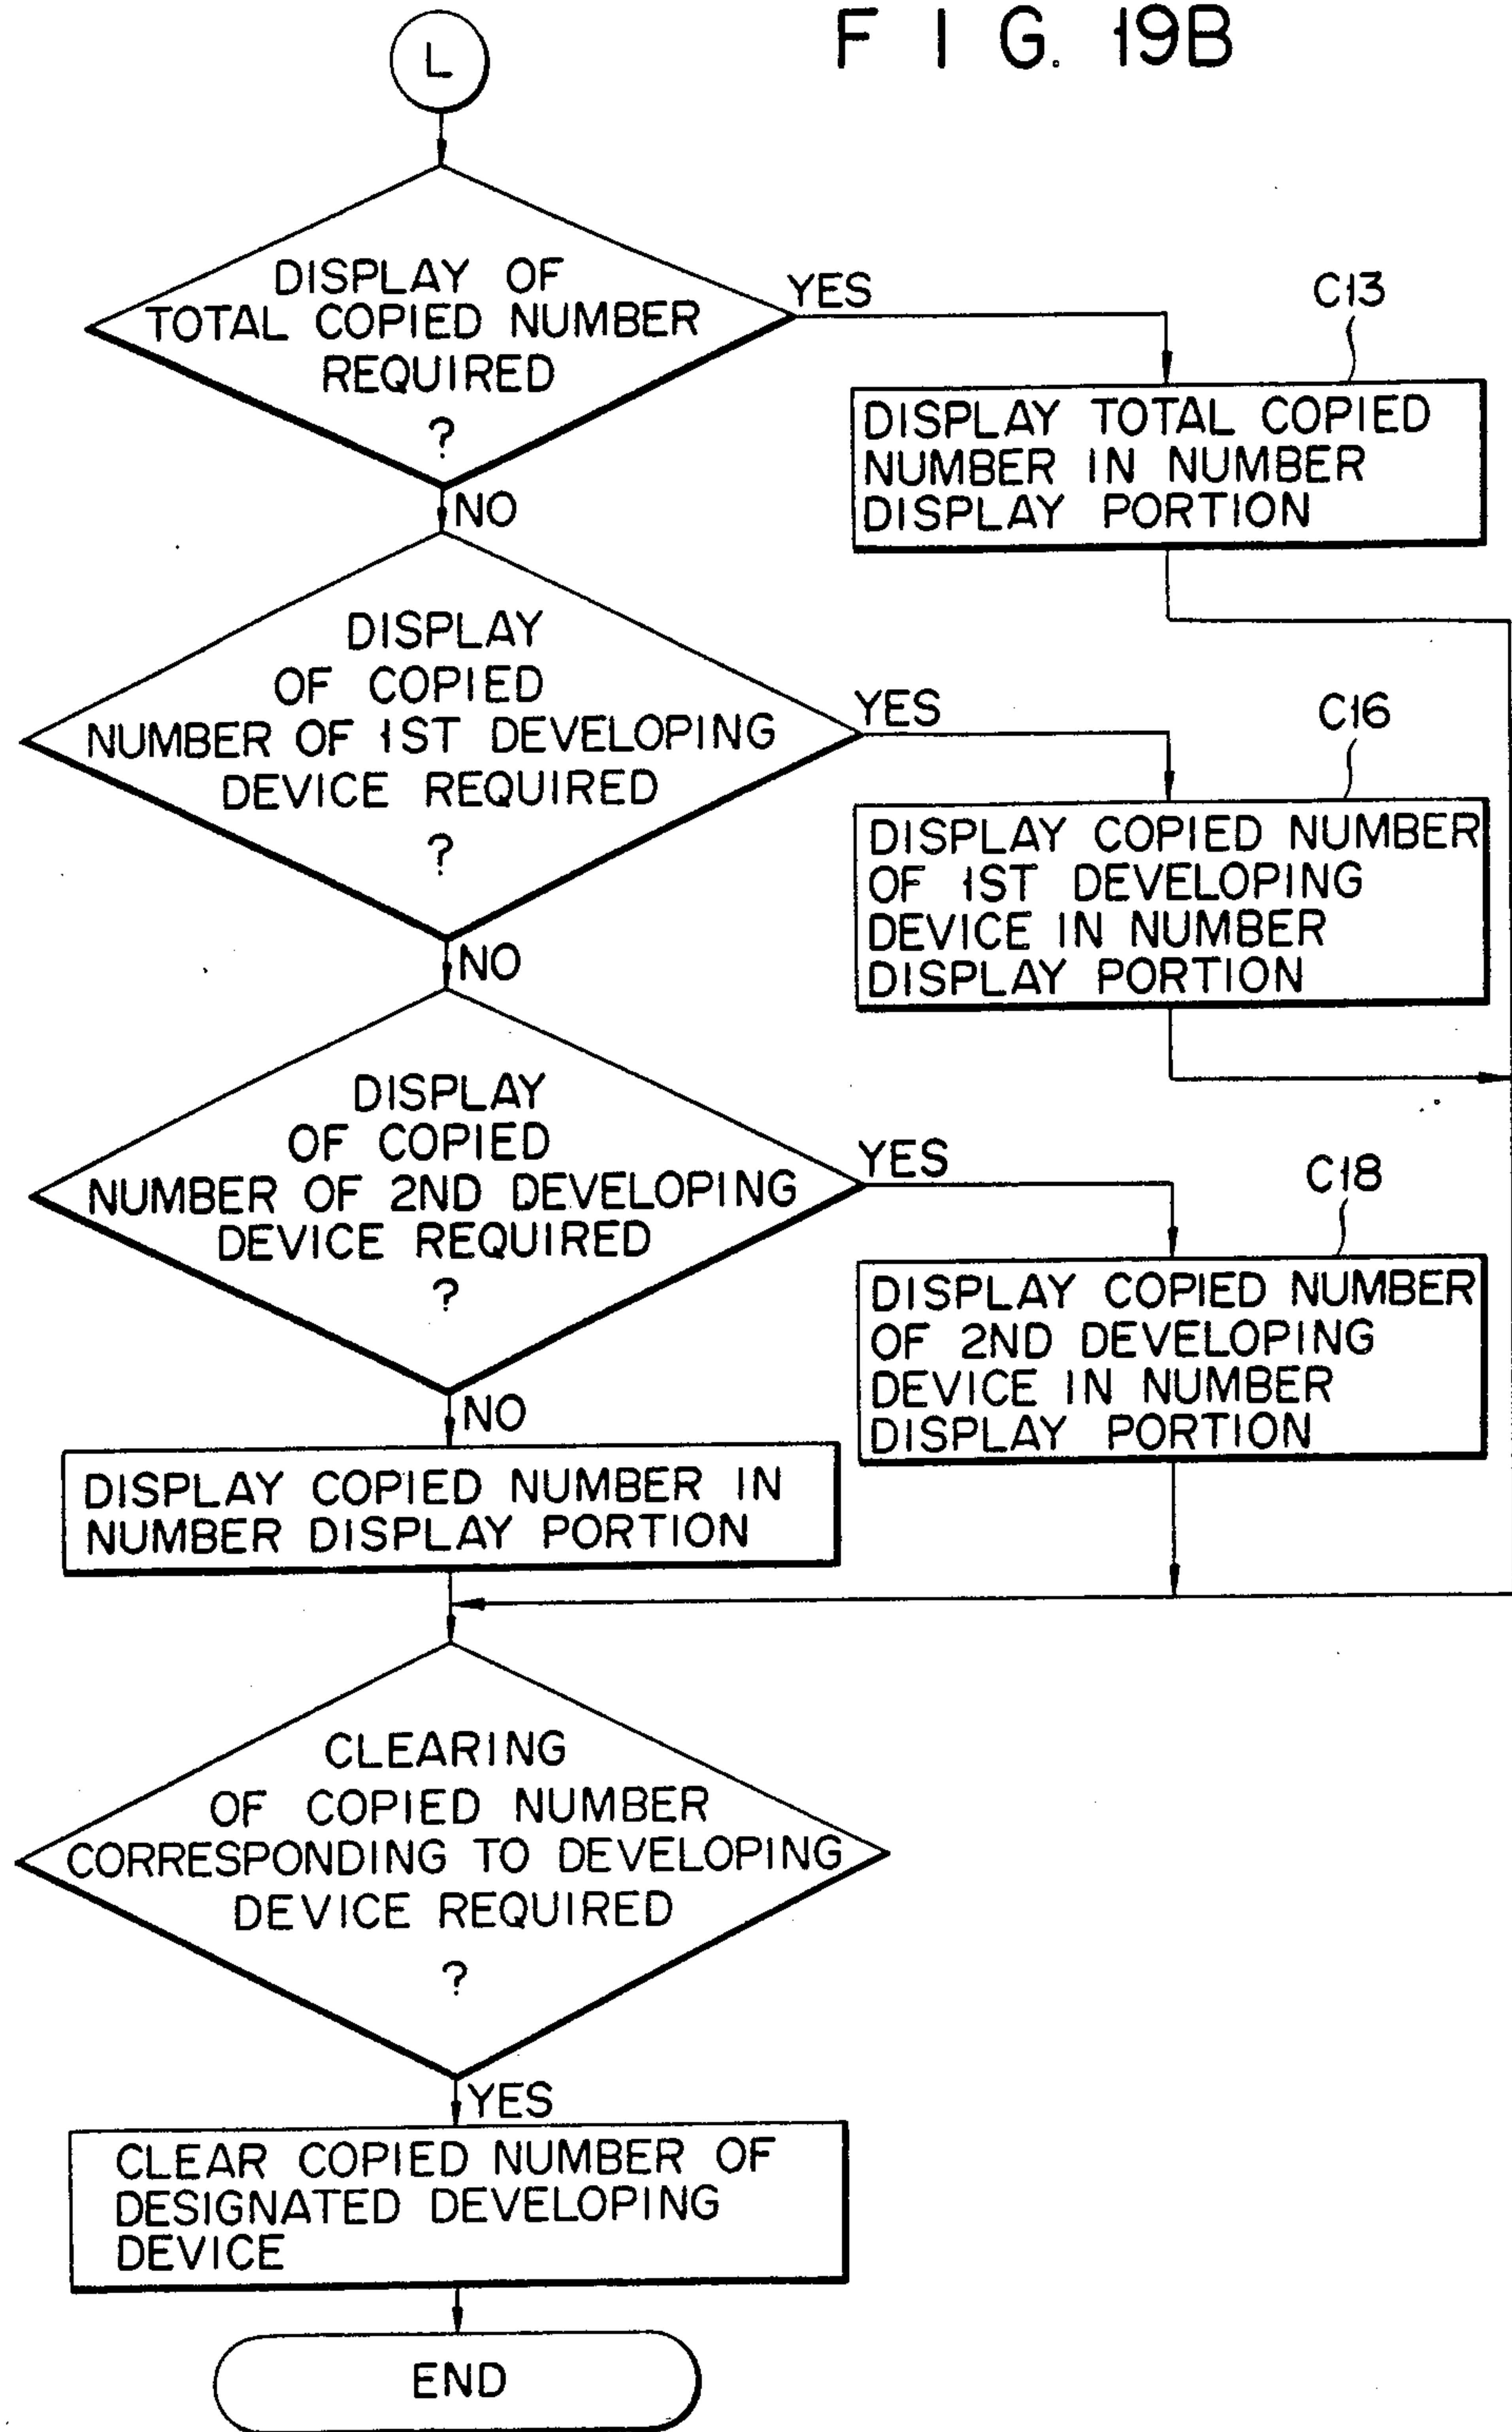 F I G. 19B
L
DISPLAY OF
TOTAL COPIED NUMBER
REQUIRED
?
YES
C13
DISPLAY TOTAL COPIED
NUMBER IN NUMBER
DISPLAY PORTION
NO
DISPLAY
OF COPIED
NUMBER OF 1ST DEVELOPING
DEVICE REQUIRED
?
YES
C16
DISPLAY COPIED NUMBER
OF 1ST DEVELOPING
DEVICE IN NUMBER
DISPLAY PORTION
NO
DISPLAY
OF COPIED
NUMBER OF 2ND DEVELOPING
DEVICE REQUIRED
?
YES
C18
DISPLAY COPIED NUMBER
OF 2ND DEVELOPING
DEVICE IN NUMBER
DISPLAY PORTION
NO
DISPLAY COPIED NUMBER IN
NUMBER DISPLAY PORTION
CLEARING
OF COPIED NUMBER
CORRESPONDING TO DEVELOPING
DEVICE REQUIRED
?
YES
CLEAR COPIED NUMBER OF
DESIGNATED DEVELOPING
DEVICE
END